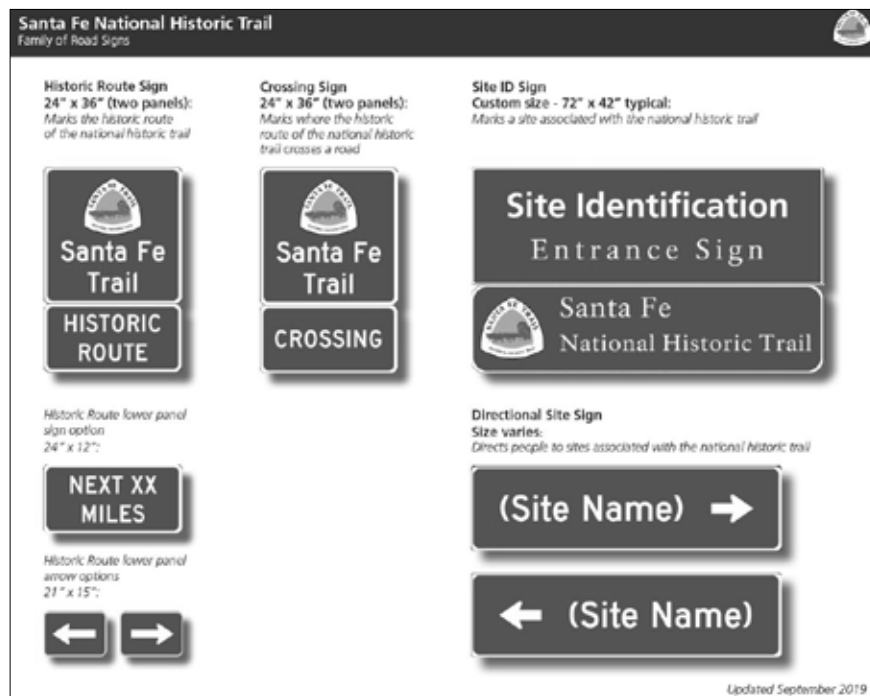 Santa Fe National Historic Trail
Family of Road Signs
Historic Route Sign
24" x 36" (two panels):
Marks the historic route
of the national historic trail
Santa Fe
Trail
HISTORIC
ROUTE
Historic Route lower panel
sign option
24" x 12":
NEXT XX
MILES
Historic Route lower panel
arrow options
21" x 15":
Crossing Sign
24" x 36" (two panels):
Marks where the historic
route of the national historic
trail crosses a road
Santa Fe
Trail
CROSSING
Site ID Sign
Custom size - 72" x 42" typical:
Marks a site associated with the national historic trail
Site Identification
Entrance Sign
SANTA FE TRAIL
Santa Fe
National Historic Trail
Directional Site Sign
Size varies:
Directs people to sites associated with the national historic trail
(Site Name)
(Site Name)
Updated September 2019